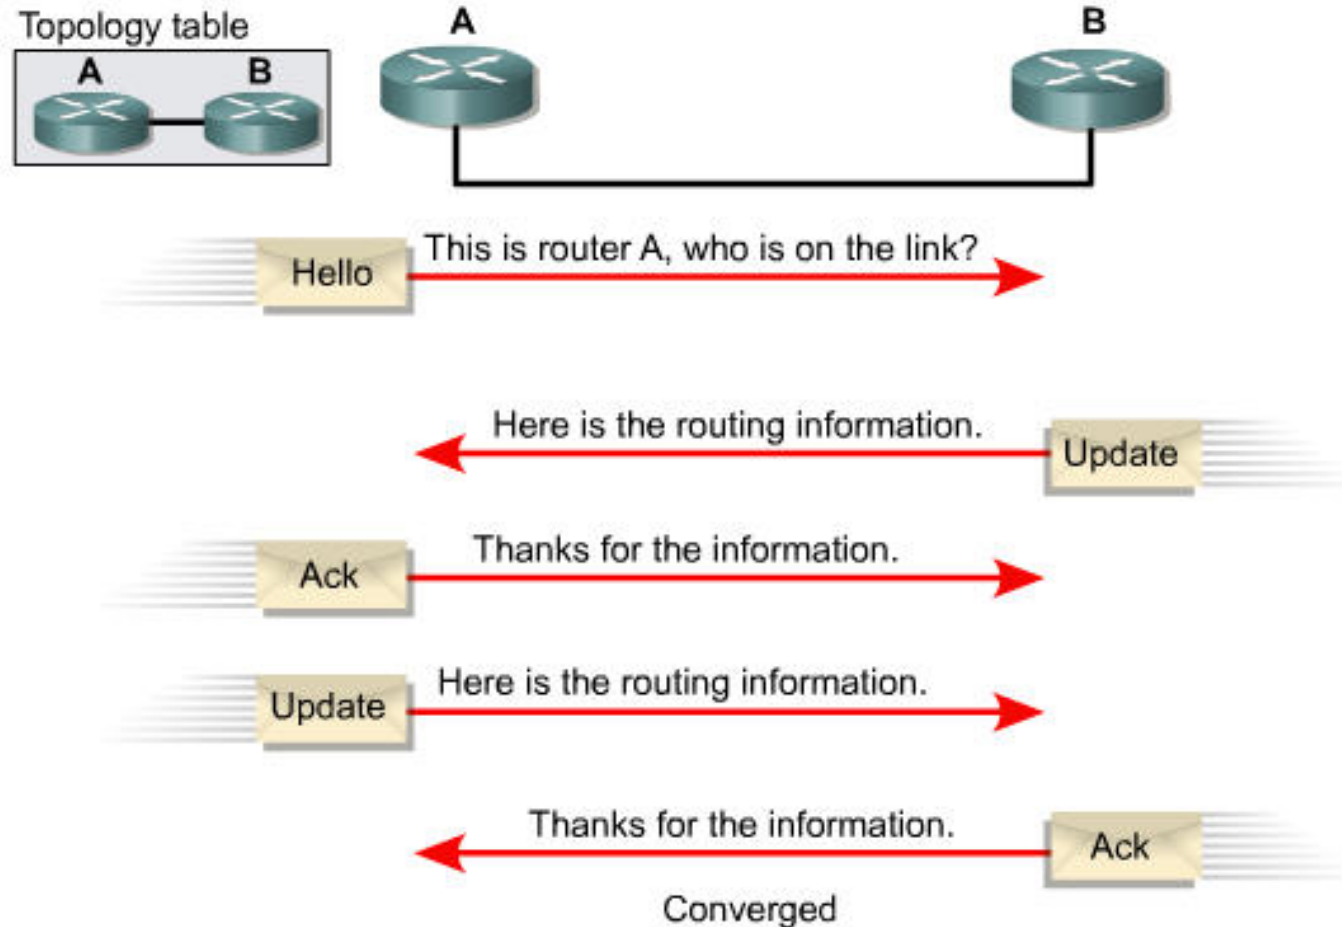 Topology table
A B
A
B
This is router A, who is on the link?
Hello
Here is the routing information.
Update
Thanks for the information.
Ack
Here is the routing information.
Update
Thanks for the information.
Ack
Converged